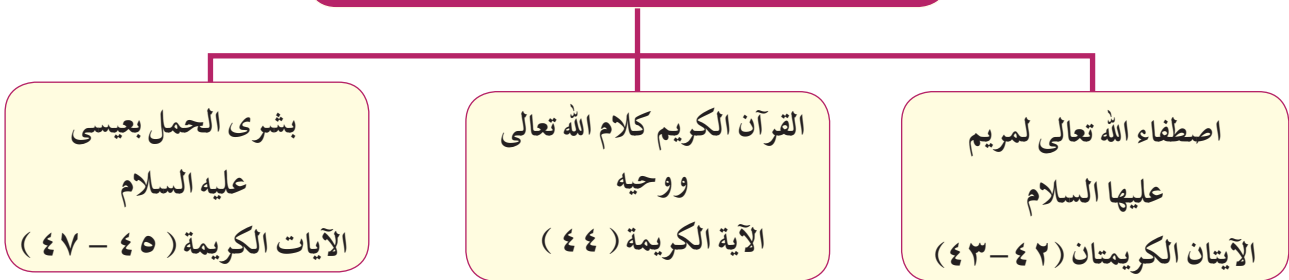 اصطفاء الله تعالى لمريم
عليها السلام
الآيتان الكريمتان (٤٢-٤٣)
القرآن الكريم كلام الله تعالى
ووحيه
الآية الكريمة (٤٤)
بشرى الحمل بعيسى
عليه السلام
الآيات الكريمة (٤٥ - ٤٧)